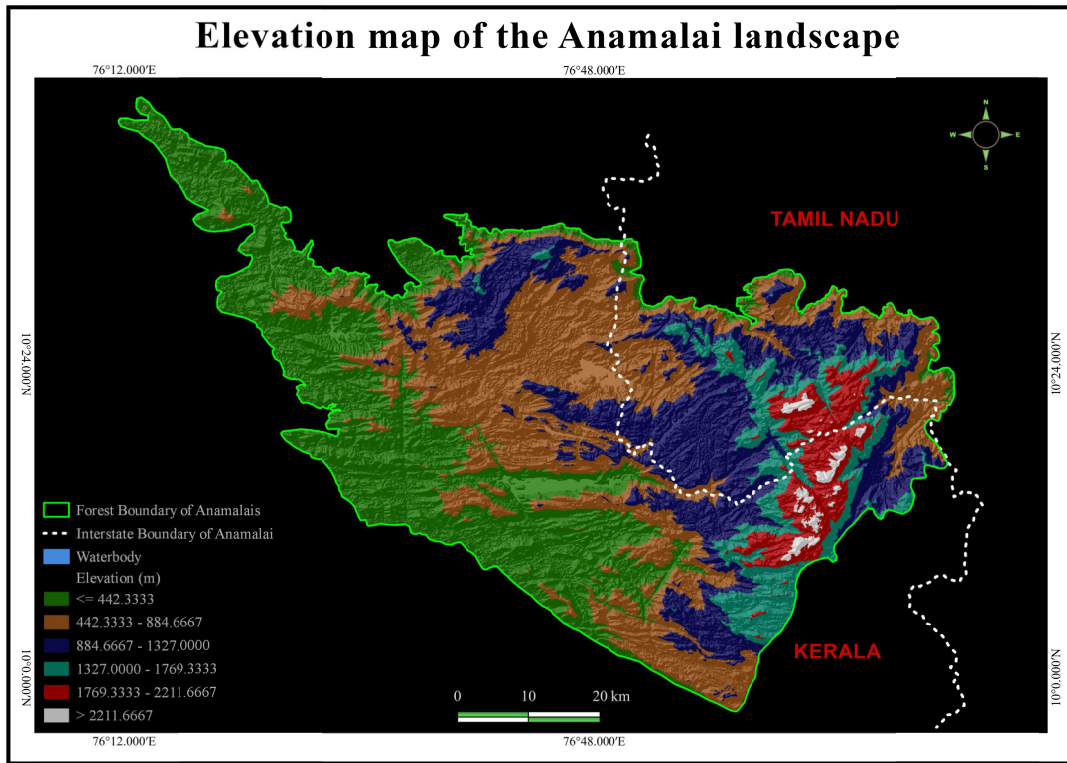 Elevation map of the Anamalai landscape
76°12.000′E
76°48.000′E
N
W
E
S
TAMIL NADU
10°24.000′N
10°24.000′N
Forest Boundary of Anamalais
Interstate Boundary of Anamalai
Waterbody
Elevation (m)
<= 442.3333
442.3333 - 884.6667
884.6667 - 1327.0000
1327.0000 - 1769.3333
1769.3333 - 2211.6667
> 2211.6667
KERALA
10°0.000′N
10°0.000′N
0 10 20 km
76°12.000′E
76°48.000′E